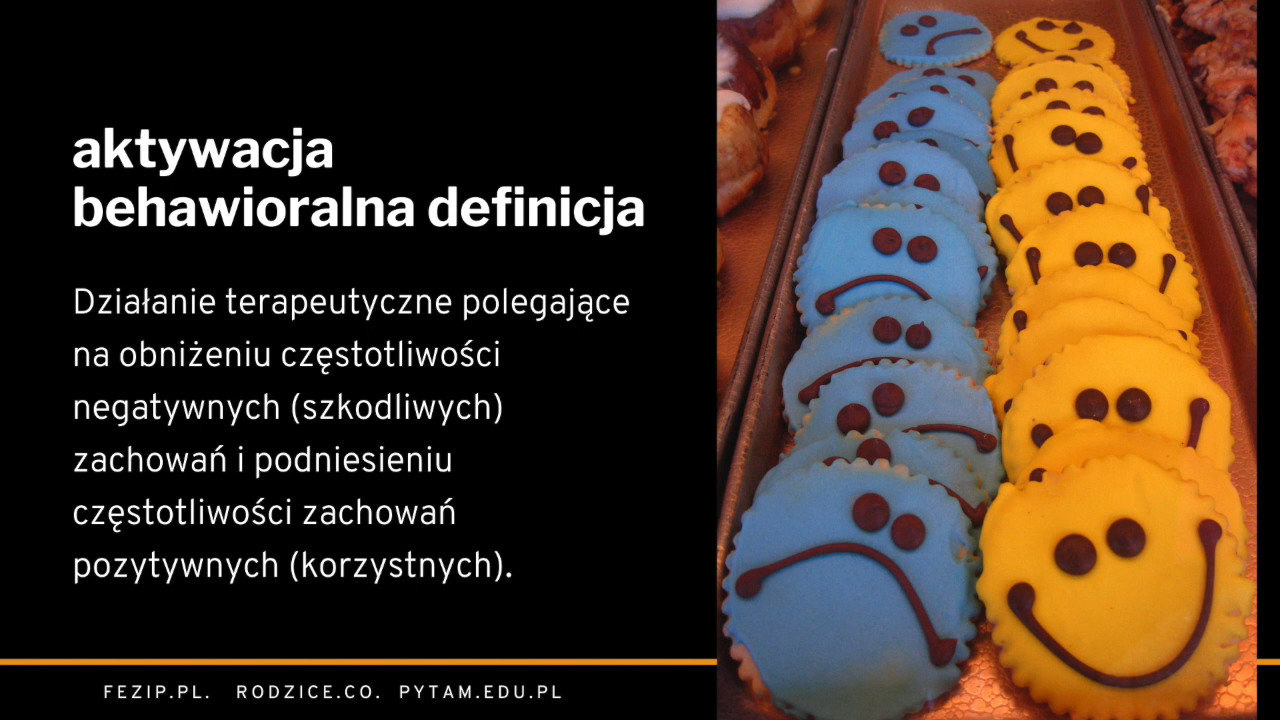 aktywacja
behawioralna definicja
Działanie terapeutyczne polegające
na obniżeniu częstotliwości
negatywnych (szkodliwych)
zachowań i podniesieniu
częstotliwości zachowań
pozytywnych (korzystnych).
FEZIP.PL. RODZICE.CO. PYTAM.EDU.PL